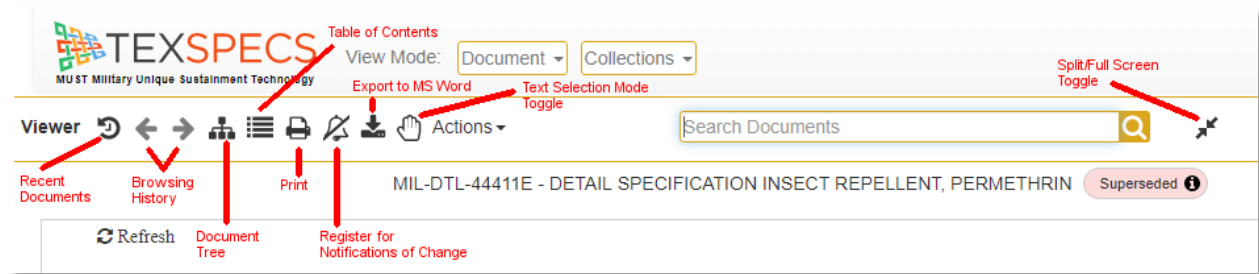 TEXSPECS
MUST Military Unique Sustainment Technology
Table of Contents
View Mode:
Document
Collections
Export to MS Word
Text Selection Mode
Toggle
Split/Full Screen
Toggle
Viewer
Actions
Search Documents
Recent
Documents
Browsing
History
Print
MIL-DTL-44411E - DETAIL SPECIFICATION INSECT REPELLENT, PERMETHRIN
Superseded
Refresh
Document
Tree
Register for
Notifications of Change